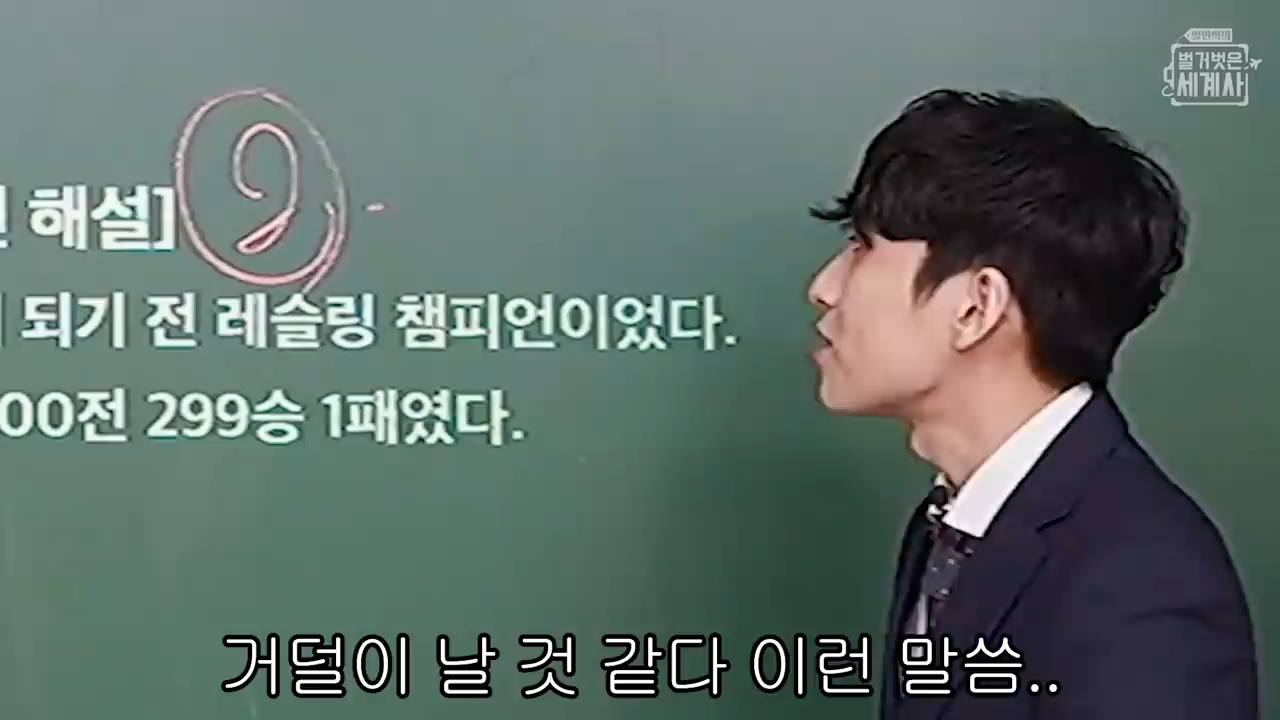 벌거벗은
세계사
해설]
되기 전 레슬링 챔피언이었다.
00전 299승 1패였다.
거덜이 날 것 같다 이런 말씀..